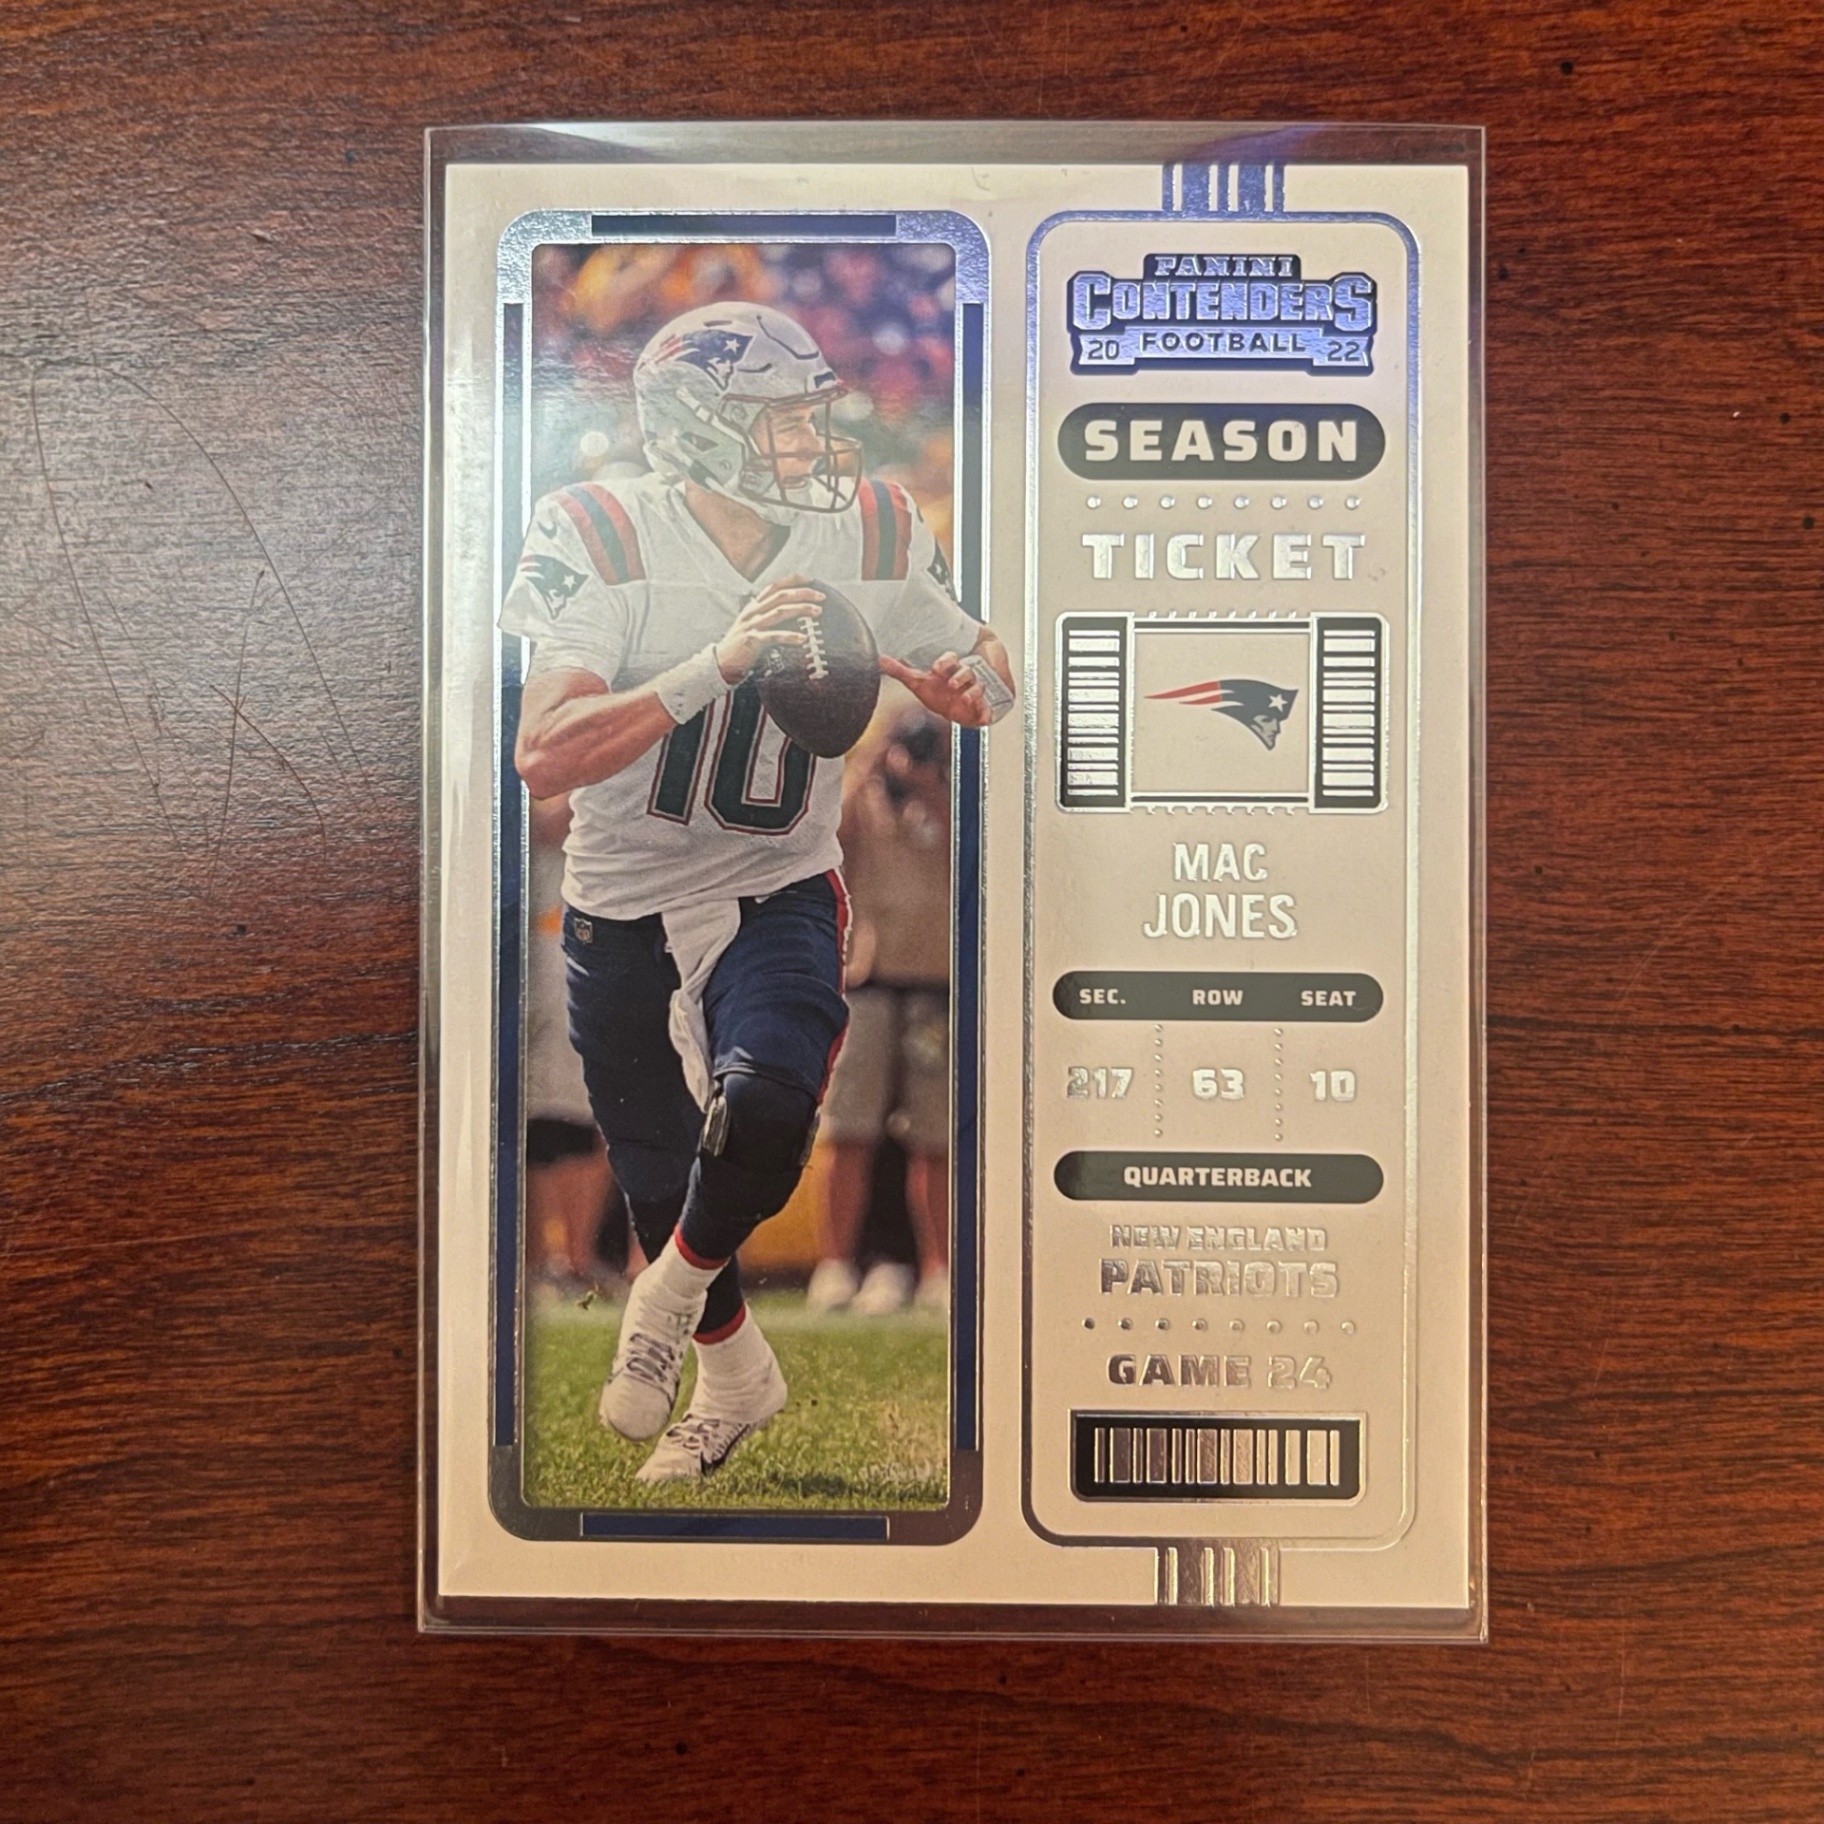 PANINI
CONTENDERS
20 FOOTBALL 22
SEASON
TICKET
10
MAC
JONES
SEC. ROW SEAT
217 63 10
QUARTERBACK
NEW ENGLAND
PATRIOTS
GAME 24